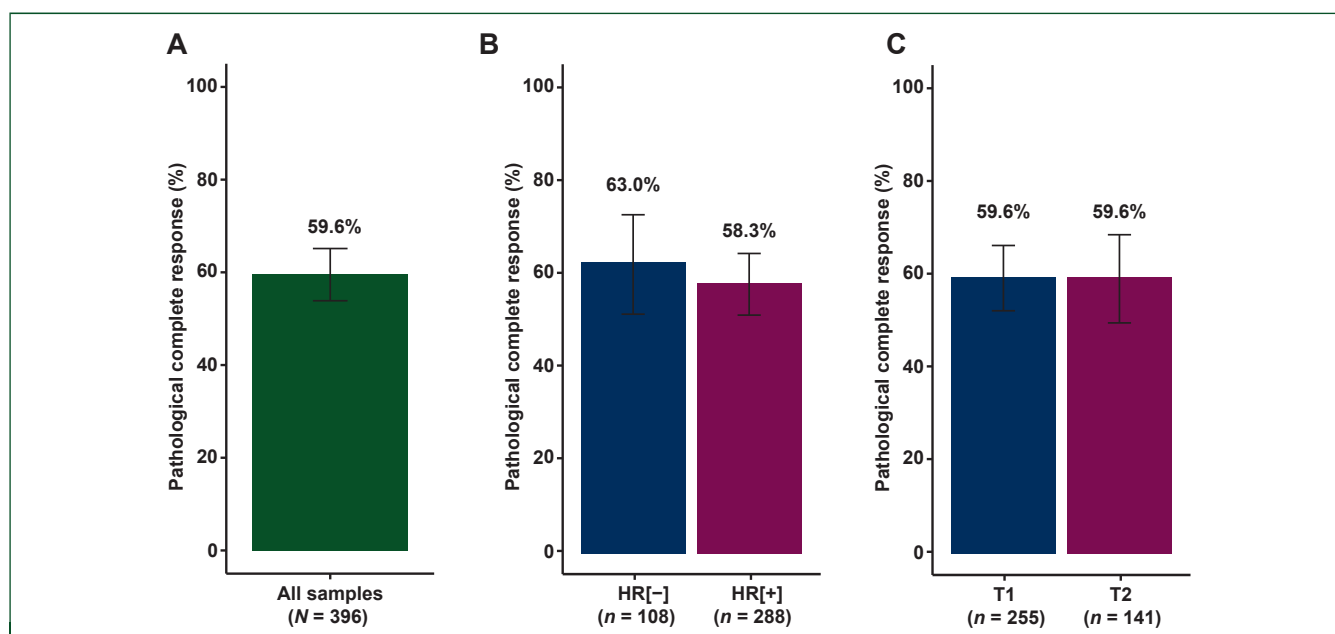 A
Pathological complete response (%)
100
80
60
40
20
0
59.6%
All samples
(N = 396)
B
Pathological complete response (%)
100
80
60
40
20
0
63.0%
58.3%
HR[−]
HR[+]
(n = 108)
(n = 288)
C
Pathological complete response (%)
100
80
60
40
20
0
59.6%
59.6%
T1
T2
(n = 255)
(n = 141)